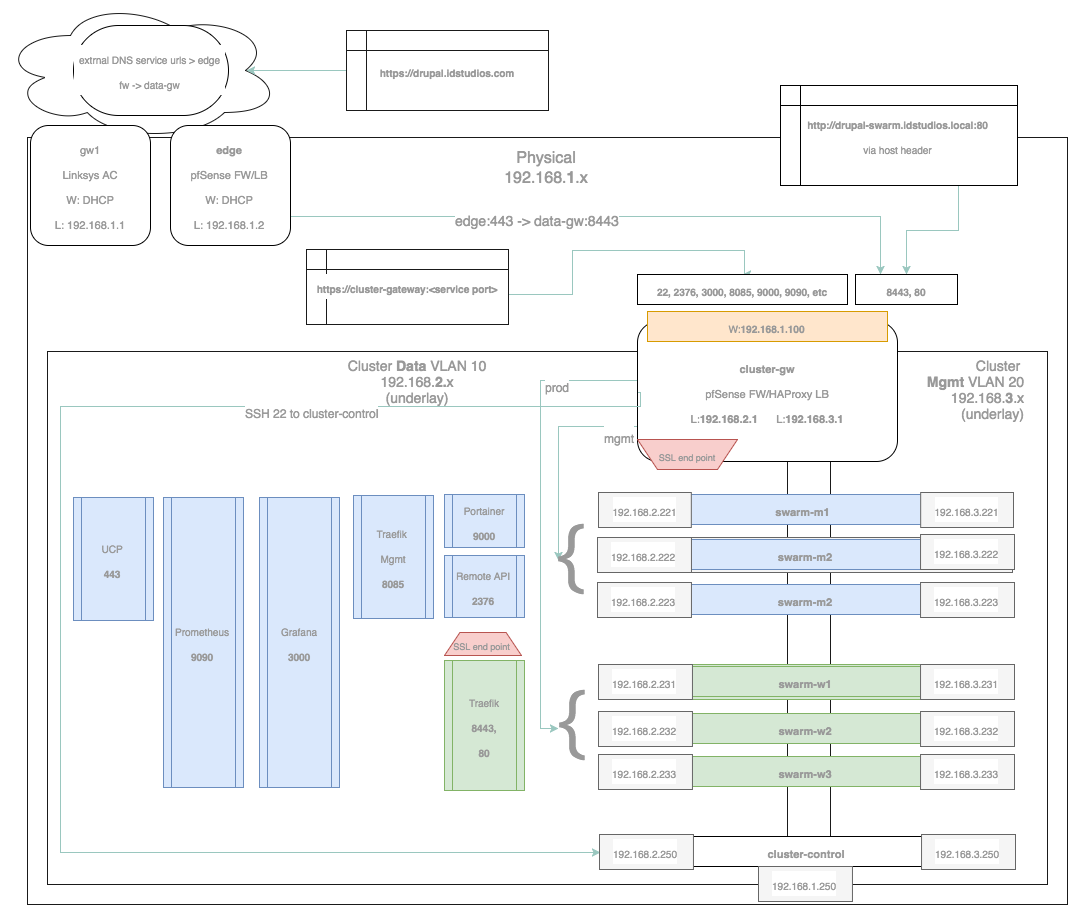 extrnal DNS service urls > edge
fw -> data-gw
https://drupal.idstudios.com
http://drupal-swarm.idstudios.local:80
via host header
gw1
Linksys AC
W: DHCP
L: 192.168.1.1
edge
pfSense FW/LB
W: DHCP
L: 192.168.1.2
Physical
192.168.1.x
edge:443 -> data-gw:8443
https://cluster-gateway:<service port>
22, 2376, 3000, 8085, 9000, 9090, etc
8443, 80
W:192.168.1.100
cluster-gw
pfSense FW/HAProxy LB
L:192.168.2.1
L:192.168.3.1
SSL end point
Cluster Data VLAN 10
192.168.2.x
(underlay)
Cluster
Mgmt VLAN 20
192.168.3.x
(underlay)
prod
SSH 22 to cluster-control
mgmt
UCP
443
Prometheus
9090
Grafana
3000
Traefik
Mgmt
8085
Portainer
9000
Remote API
2376
SSL end point
Traefik
8443,
80
192.168.2.221
swarm-m1
192.168.3.221
192.168.2.222
swarm-m2
192.168.3.222
192.168.2.223
swarm-m2
192.168.3.223
192.168.2.231
swarm-w1
192.168.3.231
192.168.2.232
swarm-w2
192.168.3.232
192.168.2.233
swarm-w3
192.168.3.233
192.168.2.250
cluster-control
192.168.3.250
192.168.1.250